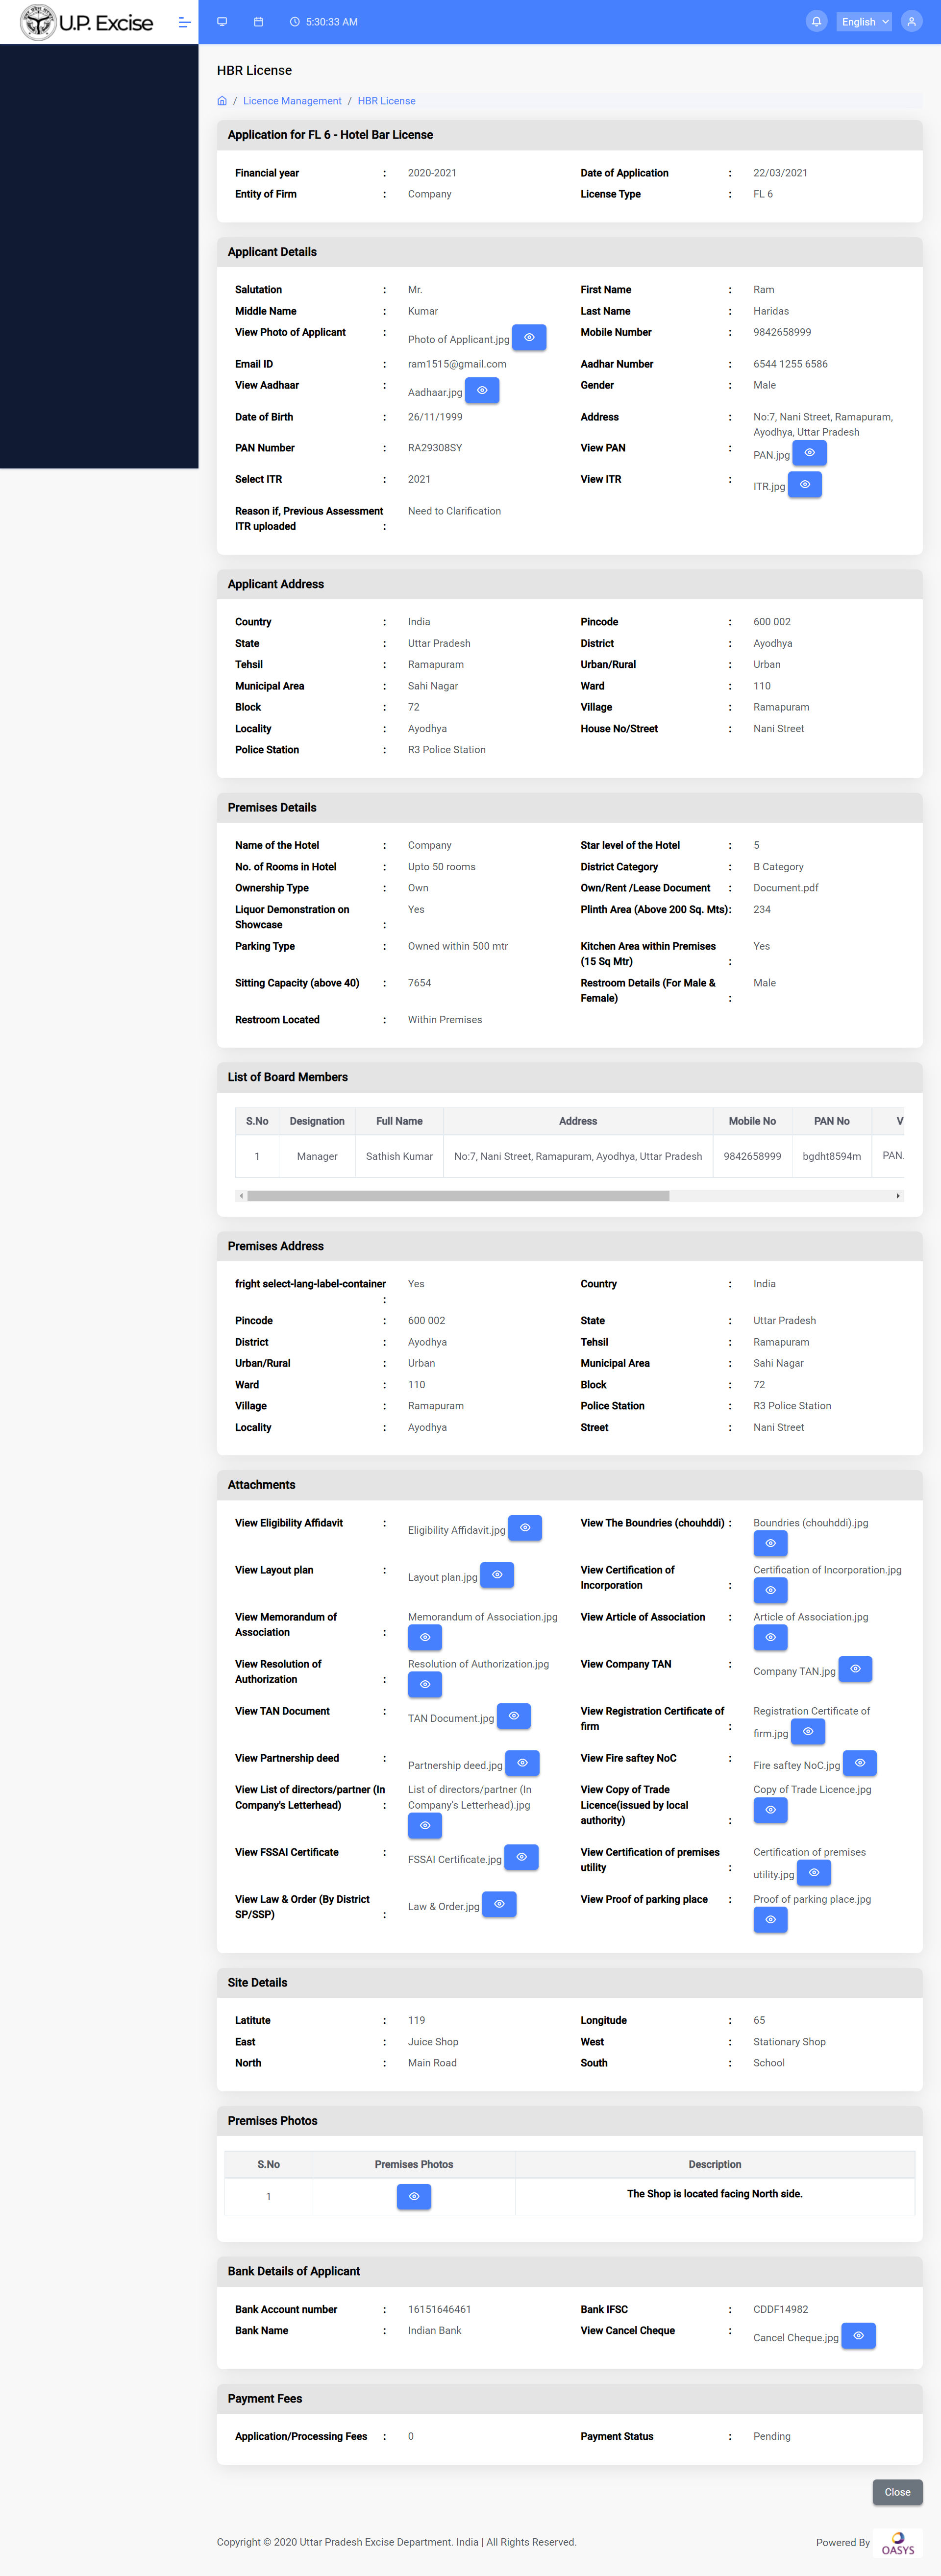 U.P. Excise
5:30:33 AM
English
HBR License
/ Licence Management / HBR License
Application for FL 6 - Hotel Bar License
Financial year : 2020-2021 Date of Application : 22/03/2021
Entity of Firm : Company License Type : FL 6
Applicant Details
Salutation : Mr. First Name : Ram
Middle Name : Kumar Last Name : Haridas
View Photo of Applicant : Photo of Applicant.jpg Mobile Number : 9842658999
Email ID : ram1515@gmail.com Aadhar Number : 6544 1255 6586
View Aadhaar : Aadhaar.jpg Gender : Male
Date of Birth : 26/11/1999 Address : No:7, Nani Street, Ramapuram,
Ayodhya, Uttar Pradesh
PAN Number : RA29308SY View PAN : PAN.jpg
Select ITR : 2021 View ITR : ITR.jpg
Reason if, Previous Assessment Need to Clarification
ITR uploaded :
Applicant Address
Country : India Pincode : 600 002
State : Uttar Pradesh District : Ayodhya
Tehsil : Ramapuram Urban/Rural : Urban
Municipal Area : Sahi Nagar Ward : 110
Block : 72 Village : Ramapuram
Locality : Ayodhya House No/Street : Nani Street
Police Station : R3 Police Station
Premises Details
Name of the Hotel : Company Star level of the Hotel : 5
No. of Rooms in Hotel : Upto 50 rooms District Category : B Category
Ownership Type : Own Own/Rent /Lease Document : Document.pdf
Liquor Demonstration on Yes Plinth Area (Above 200 Sq. Mts): 234
Showcase :
Parking Type : Owned within 500 mtr Kitchen Area within Premises Yes
(15 Sq Mtr) :
Sitting Capacity (above 40) : 7654 Restroom Details (For Male & Male
Female) :
Restroom Located : Within Premises
List of Board Members
S.No Designation Full Name Address Mobile No PAN No
1 Manager Sathish Kumar No:7, Nani Street, Ramapuram, Ayodhya, Uttar Pradesh 9842658999 bgdht8594m PAN.
Premises Address
fright select-lang-label-container Yes Country : India
:
Pincode : 600 002 State : Uttar Pradesh
District : Ayodhya Tehsil : Ramapuram
Urban/Rural : Urban Municipal Area : Sahi Nagar
Ward : 110 Block : 72
Village : Ramapuram Police Station : R3 Police Station
Locality : Ayodhya Street : Nani Street
Attachments
View Eligibility Affidavit : Eligibility Affidavit.jpg View The Boundries (chouhddi) : Boundries (chouhddi).jpg
View Layout plan : Layout plan.jpg View Certification of Certification of Incorporation.jpg
Incorporation :
View Memorandum of Memorandum of Association.jpg View Article of Association : Article of Association.jpg
Association :
View Resolution of Resolution of Authorization.jpg View Company TAN : Company TAN.jpg
Authorization :
View TAN Document : TAN Document.jpg View Registration Certificate of Registration Certificate of
firm : firm.jpg
View Partnership deed : Partnership deed.jpg View Fire saftey NoC : Fire saftey NoC.jpg
View List of directors/partner (In List of directors/partner (In View Copy of Trade Copy of Trade Licence.jpg
Company's Letterhead) : Company's Letterhead).jpg Licence(issued by local
authority) :
View FSSAI Certificate : FSSAI Certificate.jpg View Certification of premises Certification of premises
utility : utility.jpg
View Law & Order (By District Law & Order.jpg View Proof of parking place : Proof of parking place.jpg
SP/SSP) :
Site Details
Latitute : 119 Longitude : 65
East : Juice Shop West : Stationary Shop
North : Main Road South : School
Premises Photos
S.No Premises Photos Description
1 The Shop is located facing North side.
Bank Details of Applicant
Bank Account number : 16151646461 Bank IFSC : CDDF14982
Bank Name : Indian Bank View Cancel Cheque : Cancel Cheque.jpg
Payment Fees
Application/Processing Fees : 0 Payment Status : Pending
Close
Copyright © 2020 Uttar Pradesh Excise Department. India | All Rights Reserved. Powered By OASYS